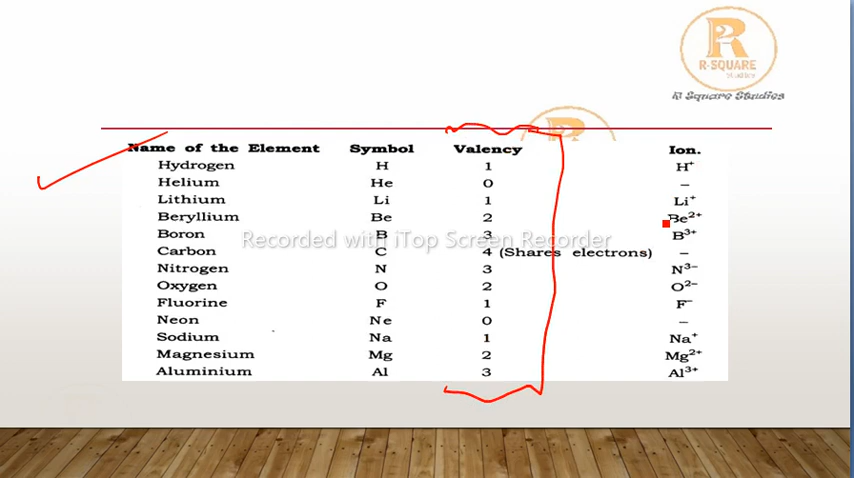 R-SQUARE
Studies
R Square Studies
Name of the Element Symbol Valency Ion.
Hydrogen H 1 H⁺
Helium He 0 –
Lithium Li 1 Li⁺
Beryllium Be 2 Be²⁺
Boron B 3 B³⁺
Recorded with iTop Screen Recorder
Carbon C 4 (Shares electrons) –
Nitrogen N 3 N³⁻
Oxygen O 2 O²⁻
Fluorine F 1 F⁻
Neon Ne 0 –
Sodium Na 1 Na⁺
Magnesium Mg 2 Mg²⁺
Aluminium Al 3 Al³⁺